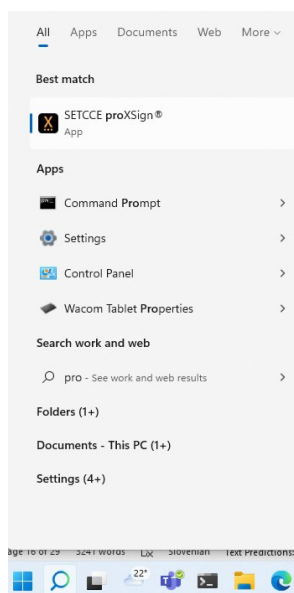 All Apps Documents Web More
Best match
SETCCE proXSign®
App
Apps
Command Prompt
Settings
Control Panel
Wacom Tablet Properties
Search work and web
pro - See work and web results
Folders (1+)
Documents - This PC (1+)
Settings (4+)
age 16 of 29 3241 words Slovenian Text Predictions:
22°